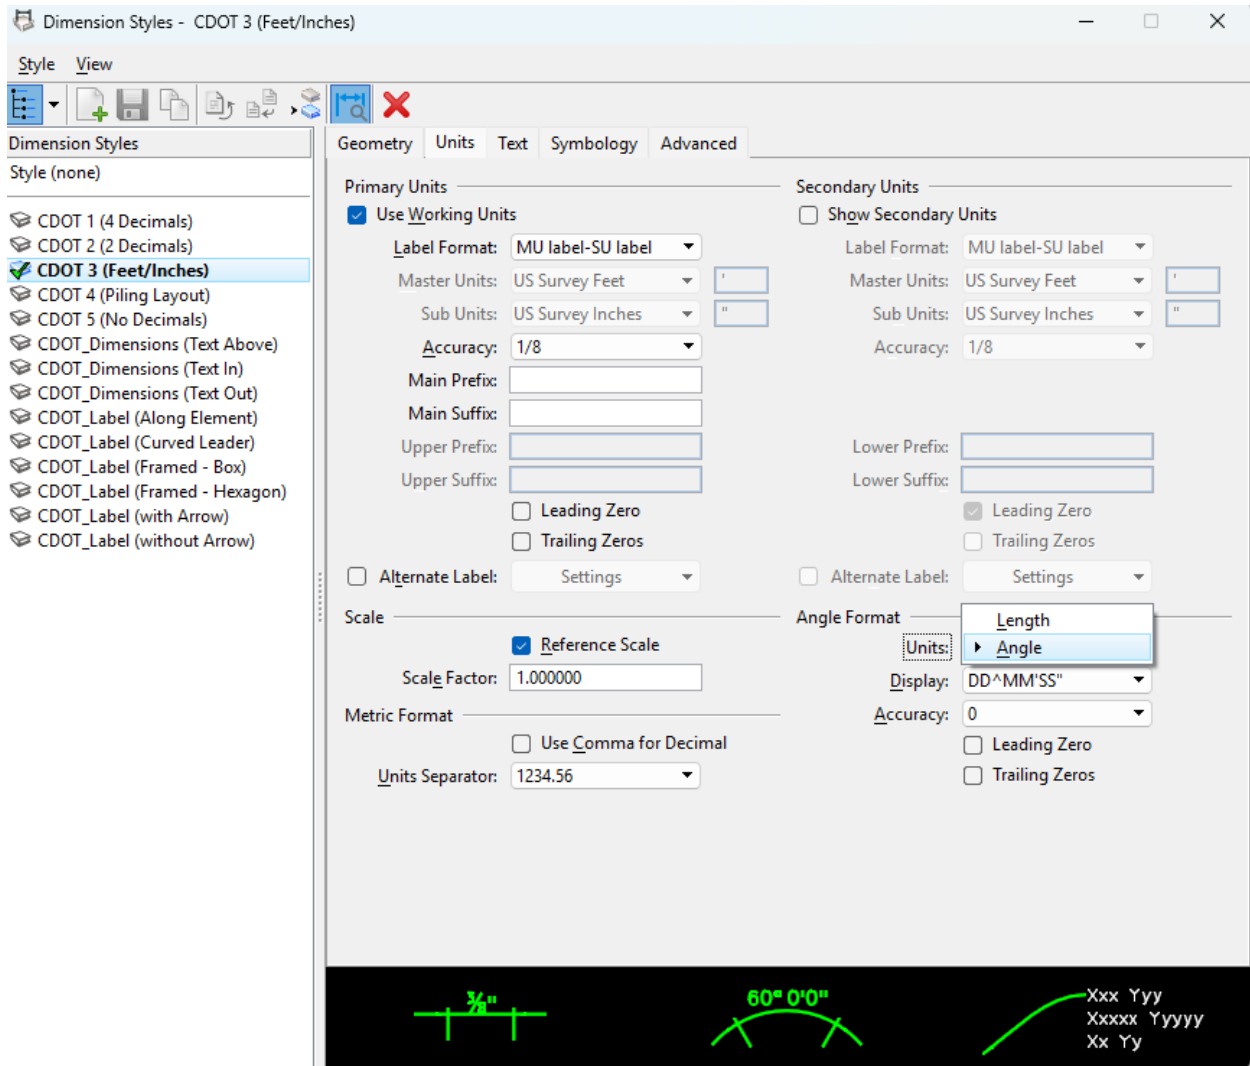 Dimension Styles - CDOT 3 (Feet/Inches)
Style View
Dimension Styles
Style (none)
CDOT 1 (4 Decimals)
CDOT 2 (2 Decimals)
CDOT 3 (Feet/Inches)
CDOT 4 (Piling Layout)
CDOT 5 (No Decimals)
CDOT_Dimensions (Text Above)
CDOT_Dimensions (Text In)
CDOT_Dimensions (Text Out)
CDOT_Label (Along Element)
CDOT_Label (Curved Leader)
CDOT_Label (Framed - Box)
CDOT_Label (Framed - Hexagon)
CDOT_Label (with Arrow)
CDOT_Label (without Arrow)
Geometry Units Text Symbology Advanced
Primary Units
Use Working Units
Label Format: MU label-SU label
Master Units: US Survey Feet '
Sub Units: US Survey Inches "
Accuracy: 1/8
Main Prefix:
Main Suffix:
Upper Prefix:
Upper Suffix:
Leading Zero
Trailing Zeros
Alternate Label: Settings
Scale
Reference Scale
Scale Factor: 1.000000
Metric Format
Use Comma for Decimal
Units Separator: 1234.56
Secondary Units
Show Secondary Units
Label Format: MU label-SU label
Master Units: US Survey Feet '
Sub Units: US Survey Inches "
Accuracy: 1/8
Lower Prefix:
Lower Suffix:
Leading Zero
Trailing Zeros
Alternate Label: Settings
Angle Format
Length
Units: Angle
Display: DD^MM'SS"
Accuracy: 0
Leading Zero
Trailing Zeros
⅞"
60° 0'0"
Xxx Yyy
Xxxxx Yyyyy
Xx Yy